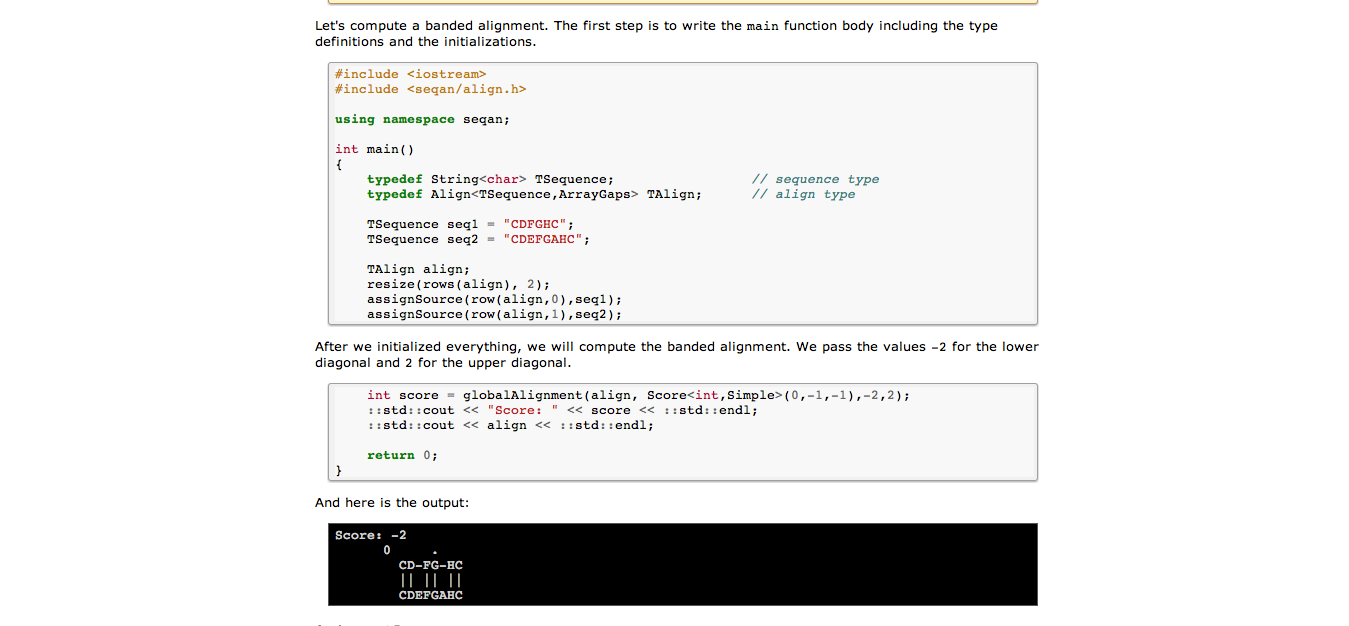 Let's compute a banded alignment. The first step is to write the main function body including the type
definitions and the initializations.
#include <iostream>
#include <seqan/align.h>
using namespace seqan;
int main()
{
typedef String<char> TSequence; // sequence type
typedef Align<TSequence,ArrayGaps> TAlign; // align type
TSequence seq1 = "CDFGHC";
TSequence seq2 = "CDEFGAHC";
TAlign align;
resize(rows(align), 2);
assignSource(row(align,0),seq1);
assignSource(row(align,1),seq2);
After we initialized everything, we will compute the banded alignment. We pass the values -2 for the lower
diagonal and 2 for the upper diagonal.
int score = globalAlignment(align, Score<int,Simple>(0,-1,-1),-2,2);
::std::cout << "Score: " << score << ::std::endl;
::std::cout << align << ::std::endl;
return 0;
}
And here is the output:
Score: -2
0 .
CD-FG-HC
|| || ||
CDEFGAHC